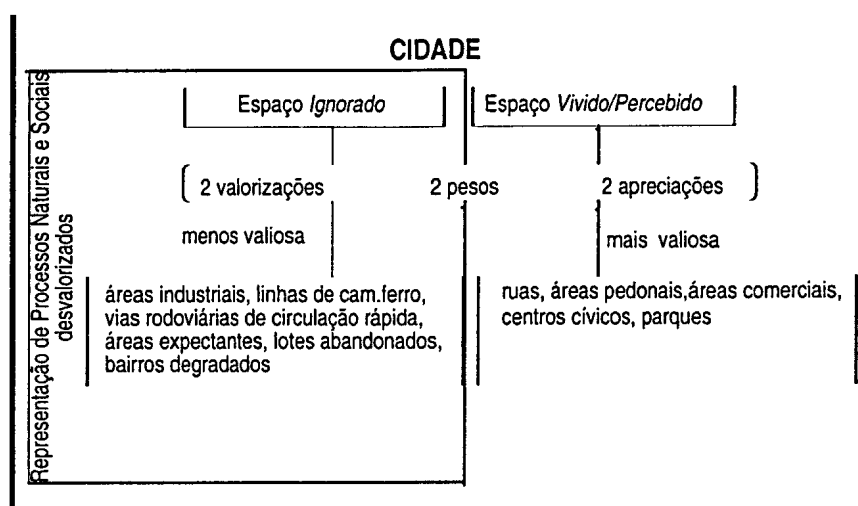 CIDADE
Representação de Processos Naturais e Sociais
desvalorizados
Espaço Ignorado
Espaço Vivido/Percebido
2 valorizações
2 pesos
2 apreciações
menos valiosa
mais valiosa
áreas industriais, linhas de cam.ferro,
vias rodoviárias de circulação rápida,
áreas expectantes, lotes abandonados,
bairros degradados
ruas, áreas pedonais,áreas comerciais,
centros cívicos, parques